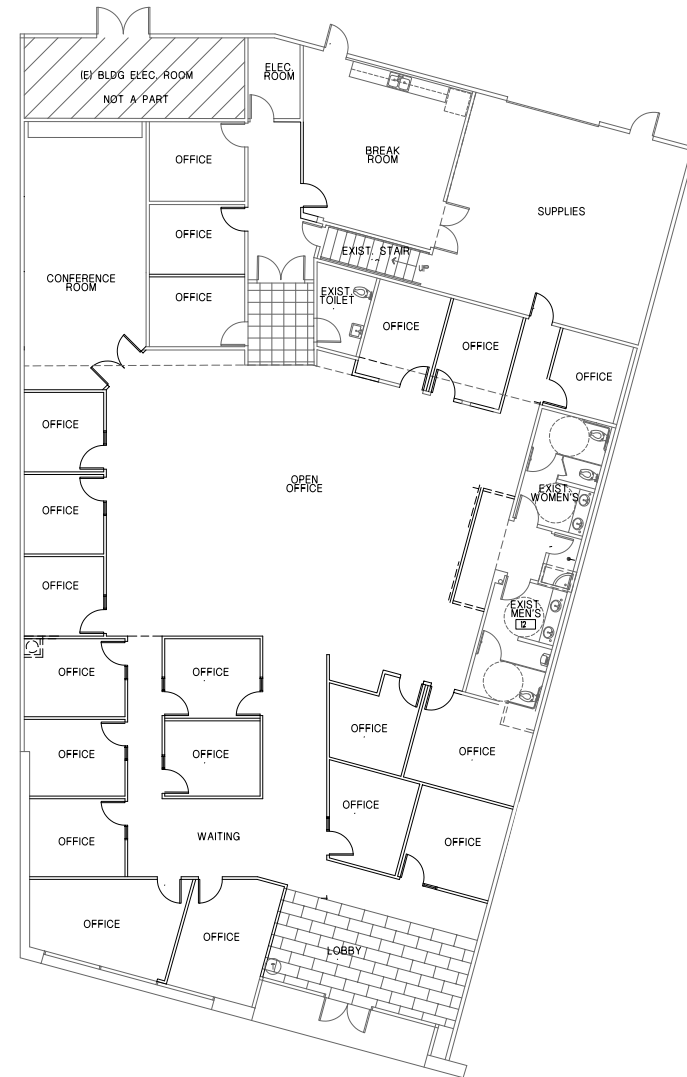 (E) BLDG ELEC. ROOM
NOT A PART
ELEC.
ROOM
OFFICE
BREAK
ROOM
SUPPLIES
OFFICE
EXIST. STAIR
CONFERENCE
ROOM
OFFICE
EXIST.
TOILET
OFFICE
OFFICE
OFFICE
OFFICE
OPEN
OFFICE
EXIST.
WOMEN'S
OFFICE
OFFICE
EXIST.
MEN'S
12
OFFICE
OFFICE
OFFICE
OFFICE
OFFICE
OFFICE
OFFICE
OFFICE
WAITING
OFFICE
OFFICE
OFFICE
OFFICE
LOBBY